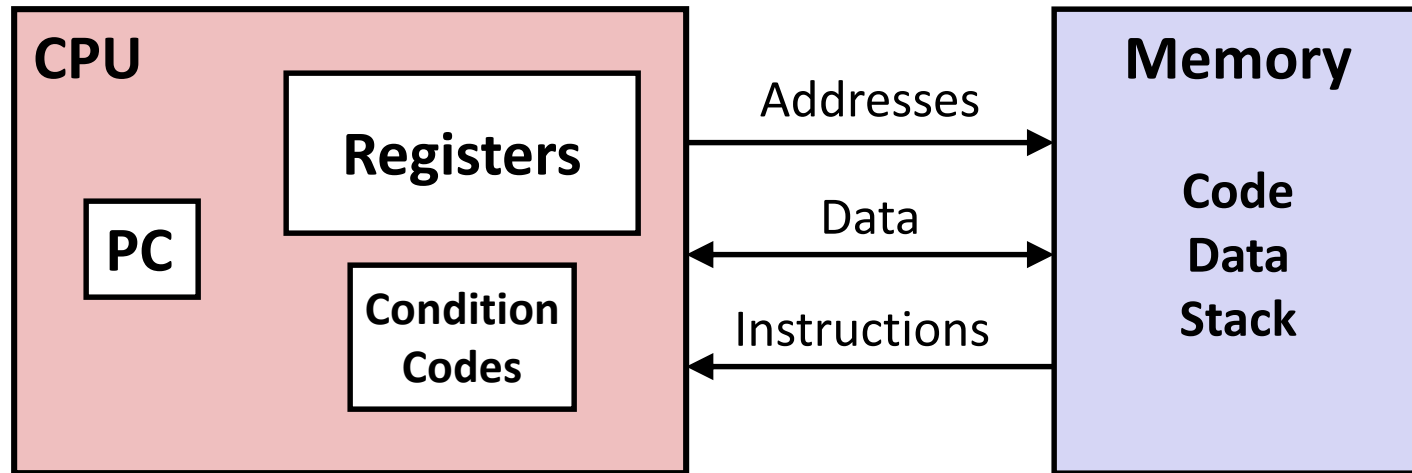 CPU
Registers
PC
Condition
Codes
Addresses
Data
Instructions
Memory
Code
Data
Stack